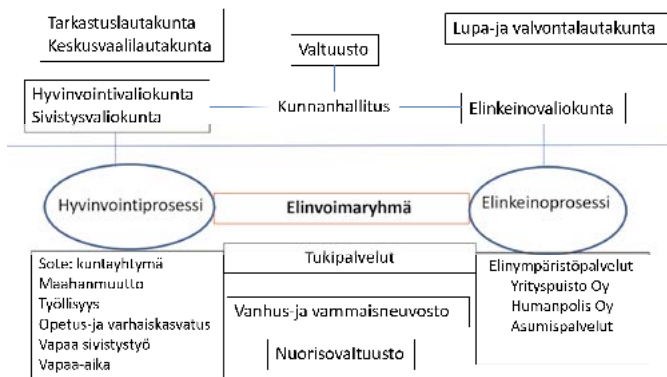 Tarkastuslautakunta
Keskusvaalilautakunta
Valtuusto
Lupa-ja valvontalautakunta
Hyvinvointivaliokunta
Sivistysvaliokunta
Kunnanhallitus
Elinkeinovaliokunta
Hyvinvointiprosessi
Elinvoimaryhmä
Elinkeinoprosessi
Sote: kuntayhtymä
Maahanmuutto
Työllisyys
Opetus-ja varhaiskasvatus
Vapaa sivistystyö
Vapaa-aika
Tukipalvelut
Vanhus-ja vammaisneuvosto
Nuorisovaltuusto
Elinympäristöpalvelut
Yrityspuisto Oy
Humanpolis Oy
Asumispalvelut